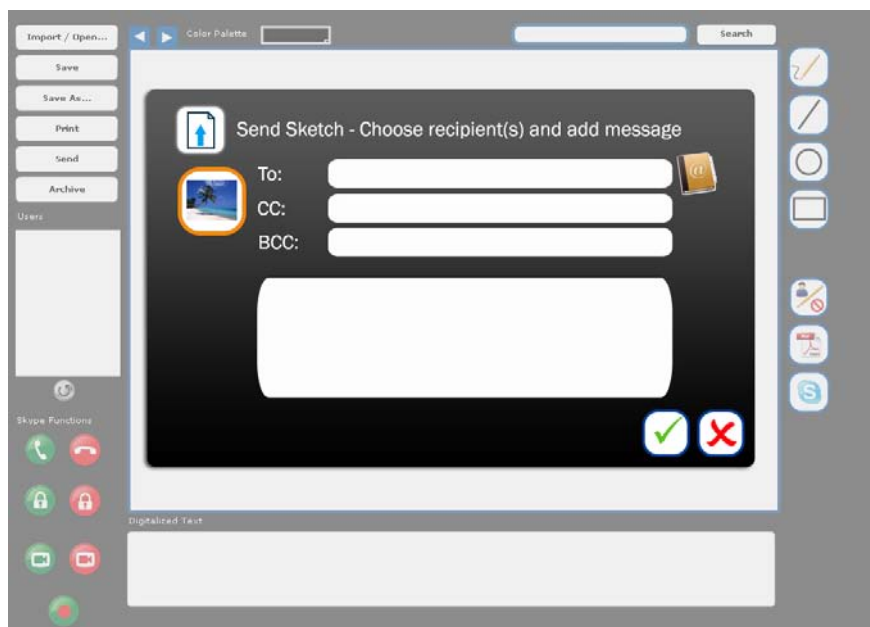 Import / Open...
Color Palette
Search
Save
Save As...
Print
Send
Archive
Users
Send Sketch - Choose recipient(s) and add message
To:
@
CC:
BCC:
S
Skype Functions
Digitaliced Text